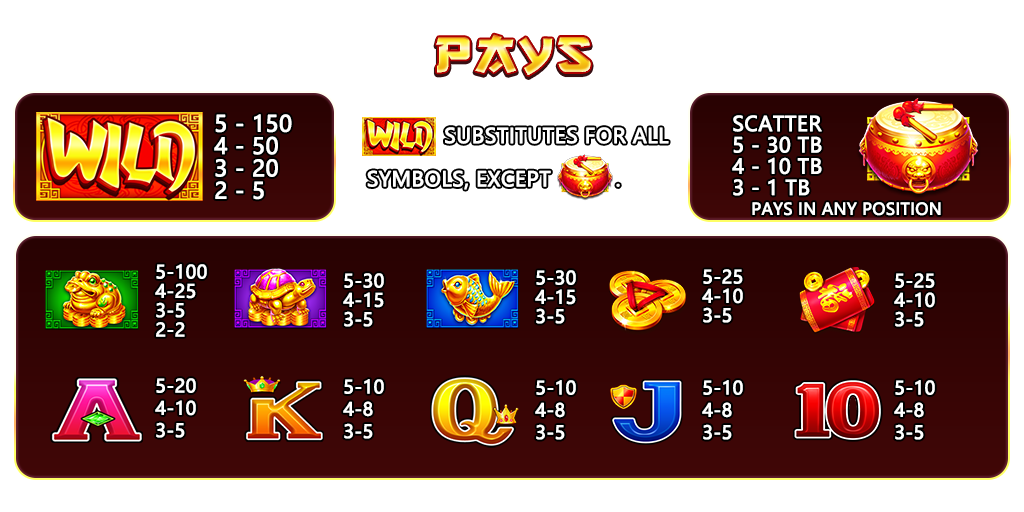 PAYS
WILD
5 - 150
4 - 50
3 - 20
2 - 5
WILD SUBSTITUTES FOR ALL
SYMBOLS, EXCEPT .
SCATTER
5 - 30 TB
4 - 10 TB
3 - 1 TB
PAYS IN ANY POSITION
5-100
4-25
3-5
2-2
5-30
4-15
3-5
5-30
4-15
3-5
5-25
4-10
3-5
福
5-25
4-10
3-5
A
5-20
4-10
3-5
K
5-10
4-8
3-5
Q
5-10
4-8
3-5
J
5-10
4-8
3-5
10
5-10
4-8
3-5